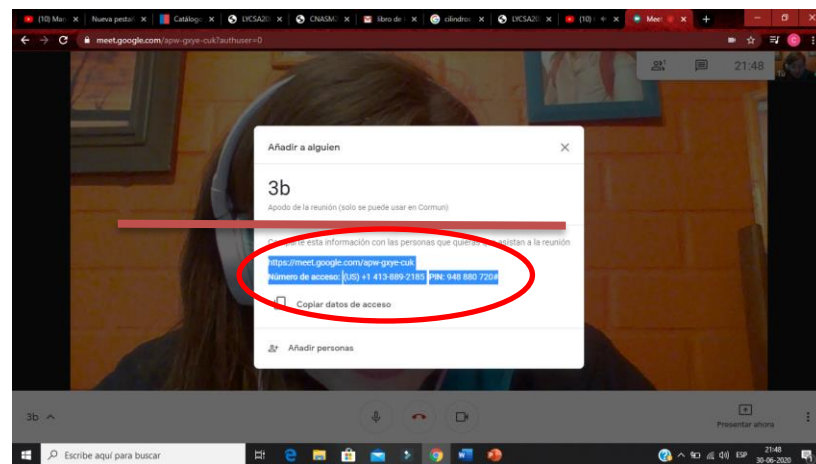 (10) Mar
Nueva pestañ
Catálogo
LYCSA20
CNASM
libro de
cilindros
LYCSA20
(10)
Meet
meet.google.com/apw-gxye-cuk?authuser=0
21:48
Tú
Añadir a alguien
3b
Apodo de la reunión (solo se puede usar en Cormun)
Comparte esta información con las personas que quieras que asistan a la reunión
https://meet.google.com/apw-gxye-cuk
Número de acceso: (US) +1 413-889-2185 PIN: 948 880 720#
Copiar datos de acceso
Añadir personas
3b
Presentar ahora
Escribe aquí para buscar
ESP
21:48
30-06-2020